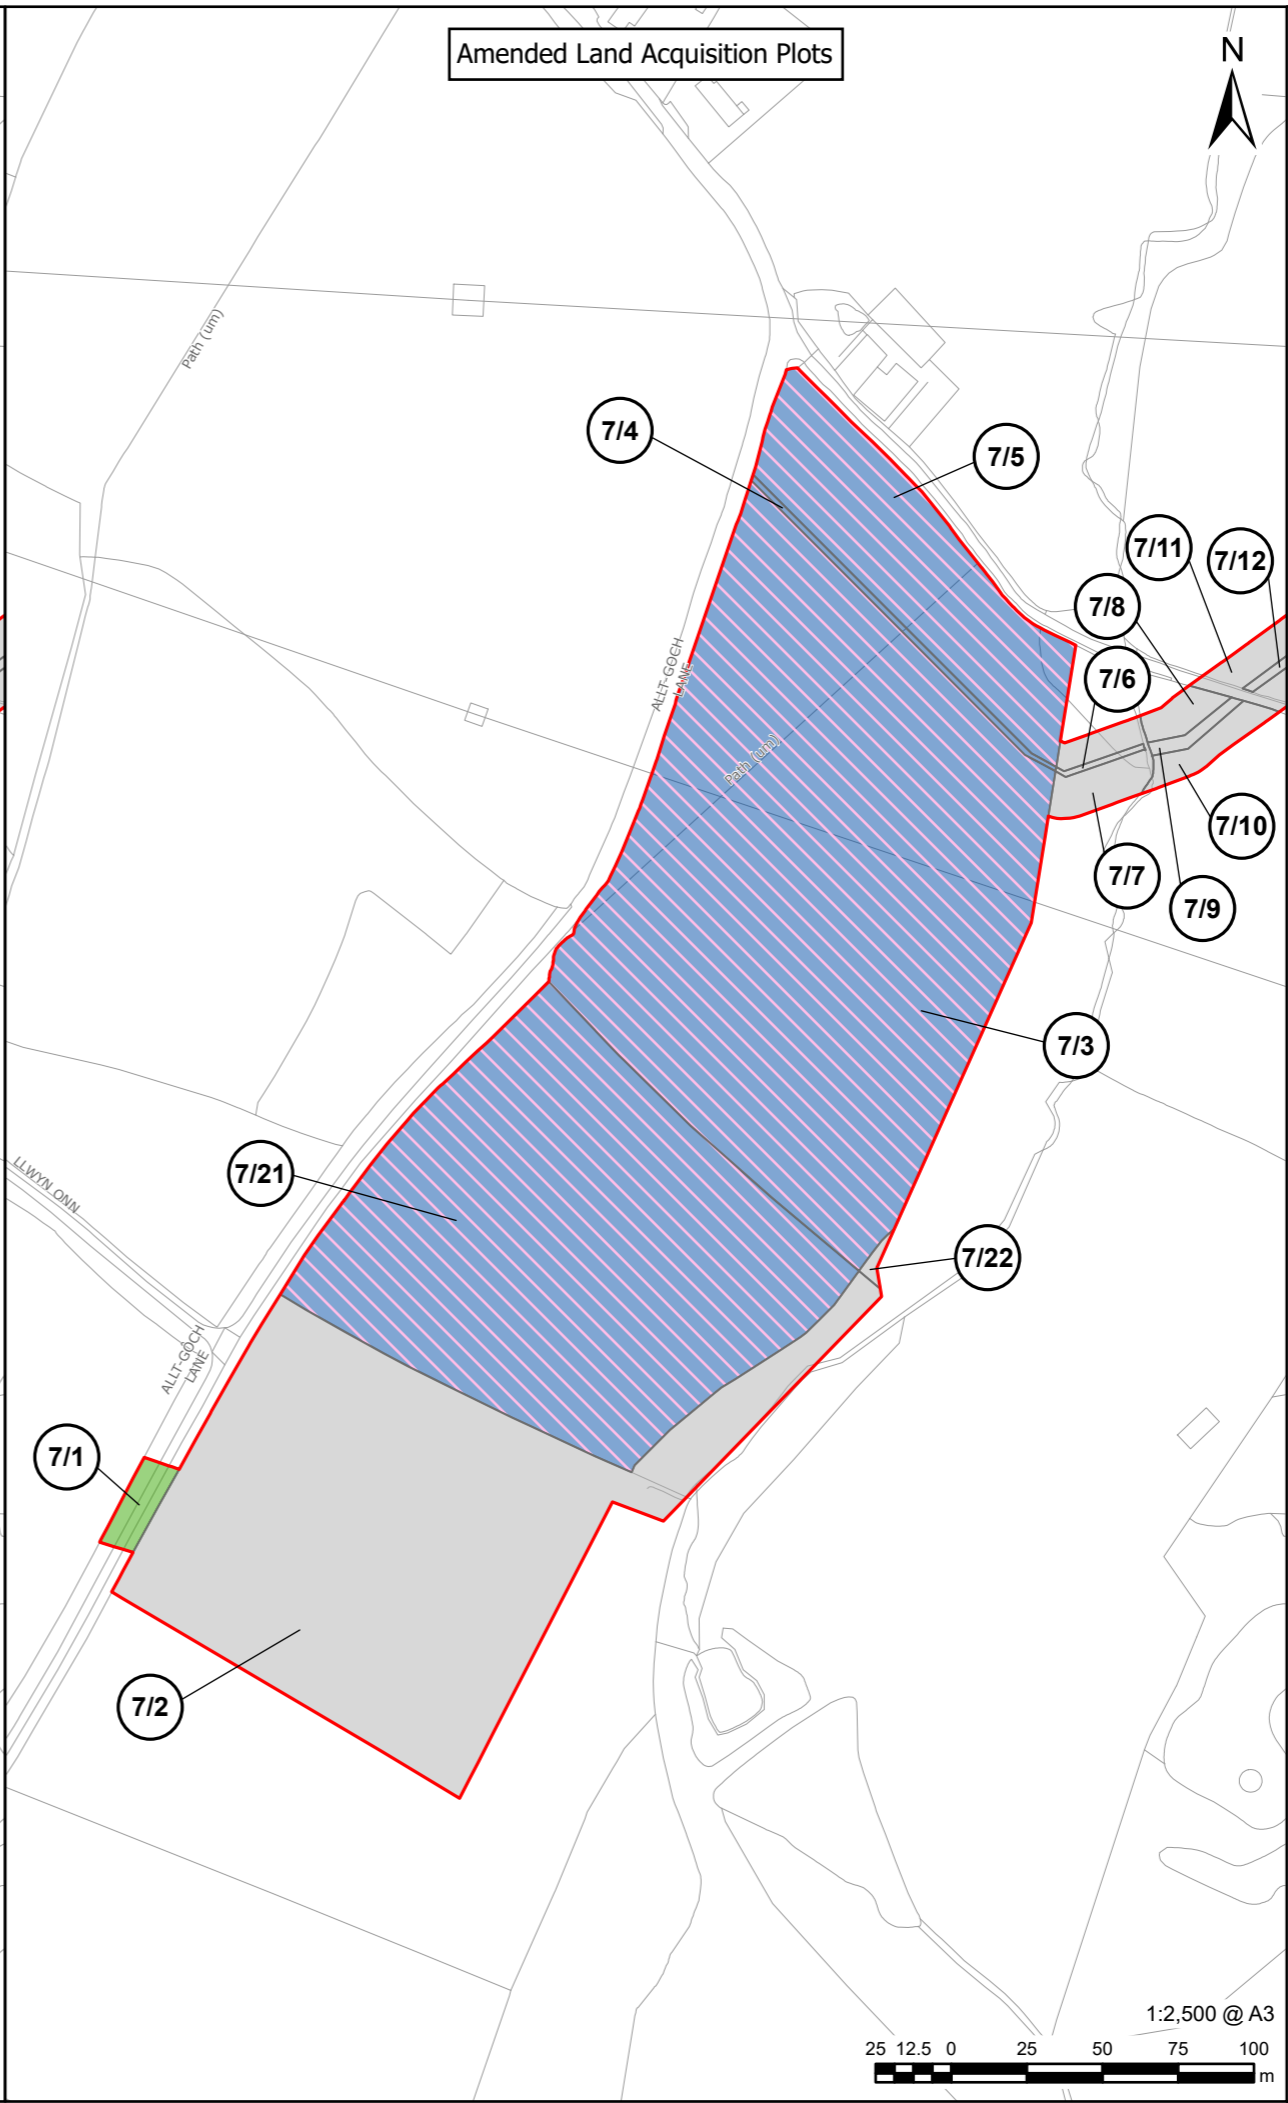 Amended Land Acquisition Plots
N
Path (um)
7/4
7/5
7/11
7/12
7/8
7/6
ALLT-GOCH
LANE
Path (um)
7/10
7/7
7/9
7/3
7/21
LLWYN ONN
7/22
ALLT-GOCH
LANE
7/1
7/2
1:2,500 @ A3
25 12.5 0 25 50 75 100
m